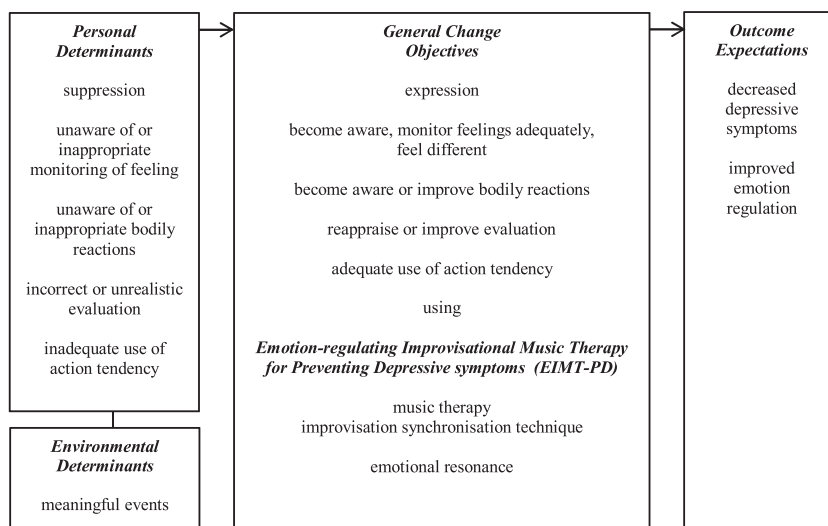 Personal
Determinants
suppression
unaware of or
inappropriate
monitoring of feeling
unaware of or
inappropriate bodily
reactions
incorrect or unrealistic
evaluation
inadequate use of
action tendency
Environmental
Determinants
meaningful events
General Change
Objectives
expression
become aware, monitor feelings adequately,
feel different
become aware or improve bodily reactions
reappraise or improve evaluation
adequate use of action tendency
using
Emotion-regulating Improvisational Music Therapy
for Preventing Depressive symptoms (EIMT-PD)
music therapy
improvisation synchronisation technique
emotional resonance
Outcome
Expectations
decreased
depressive
symptoms
improved
emotion
regulation